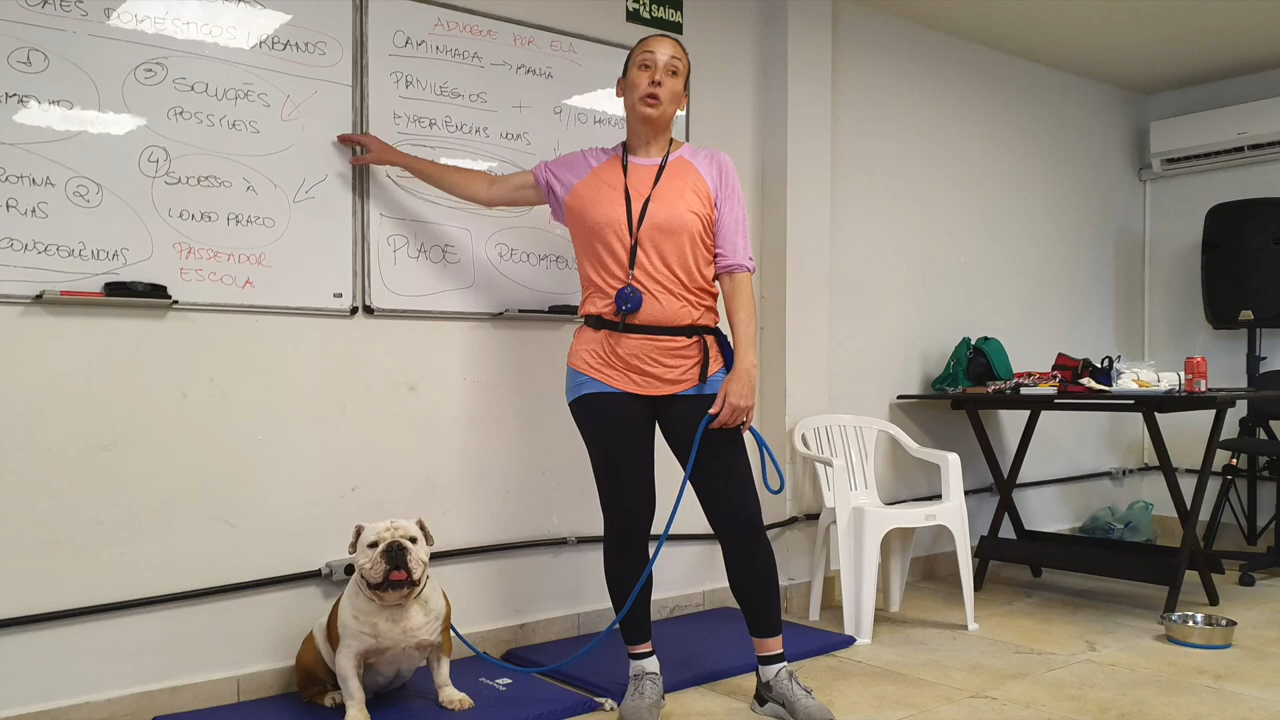 CÃES DOMÉSTICOS URBANOS
1
3 SOLUÇÕES X
POSSÍVEIS
ROTINA 2
CONSEQUÊNCIAS
4 SUCESSO À
LONGO PRAZO
PASSEADOR
ESCOLA
ADVOGUE POR ELA
CAMINHADA → MANHÃ
PRIVILÉGIOS +
9/10 HORAS
EXPERIÊNCIAS NOVAS
PLACE
SAÍDA